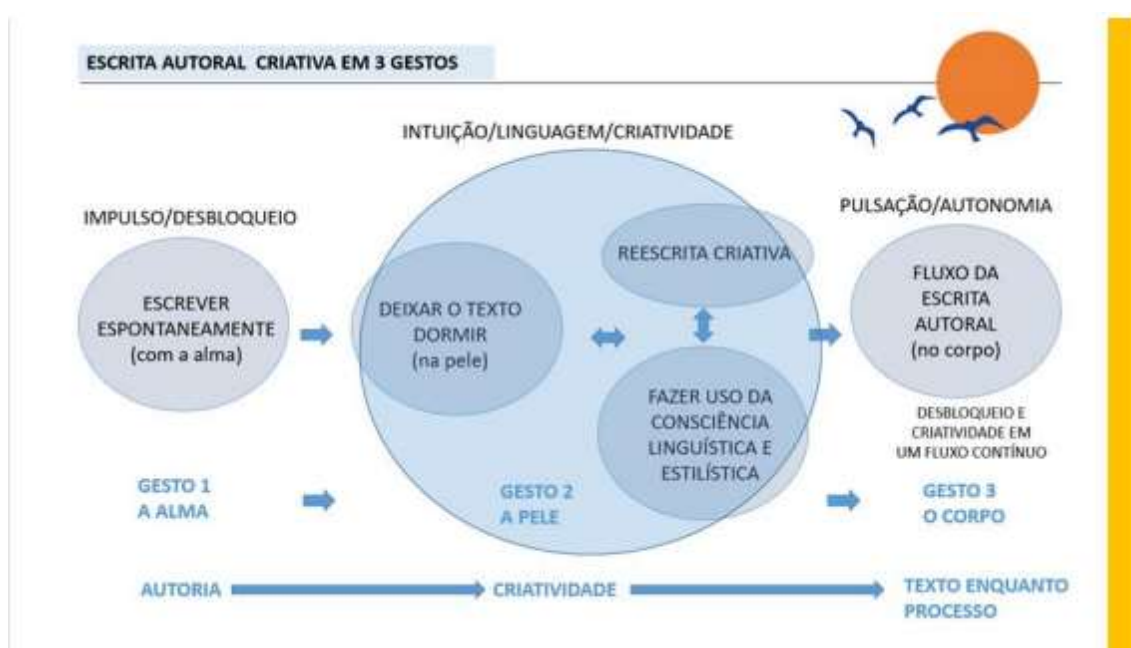 ESCRITA AUTORAL CRIATIVA EM 3 GESTOS
INTUIÇÃO/LINGUAGEM/CRIATIVIDADE
IMPULSO/DESBLOQUEIO
PULSAÇÃO/AUTONOMIA
ESCREVER
ESPONTANEAMENTE
(com a alma)
DEIXAR O TEXTO
DORMIR
(na pele)
REESCRITA CRIATIVA
FAZER USO DA
CONSCIÊNCIA
LINGUÍSTICA E
ESTILÍSTICA
FLUXO DA
ESCRITA
AUTORAL
(no corpo)
DESBLOQUEIO E
CRIATIVIDADE EM
UM FLUXO CONTÍNUO
GESTO 1
A ALMA
GESTO 2
A PELE
GESTO 3
O CORPO
AUTORIA
CRIATIVIDADE
TEXTO ENQUANTO
PROCESSO